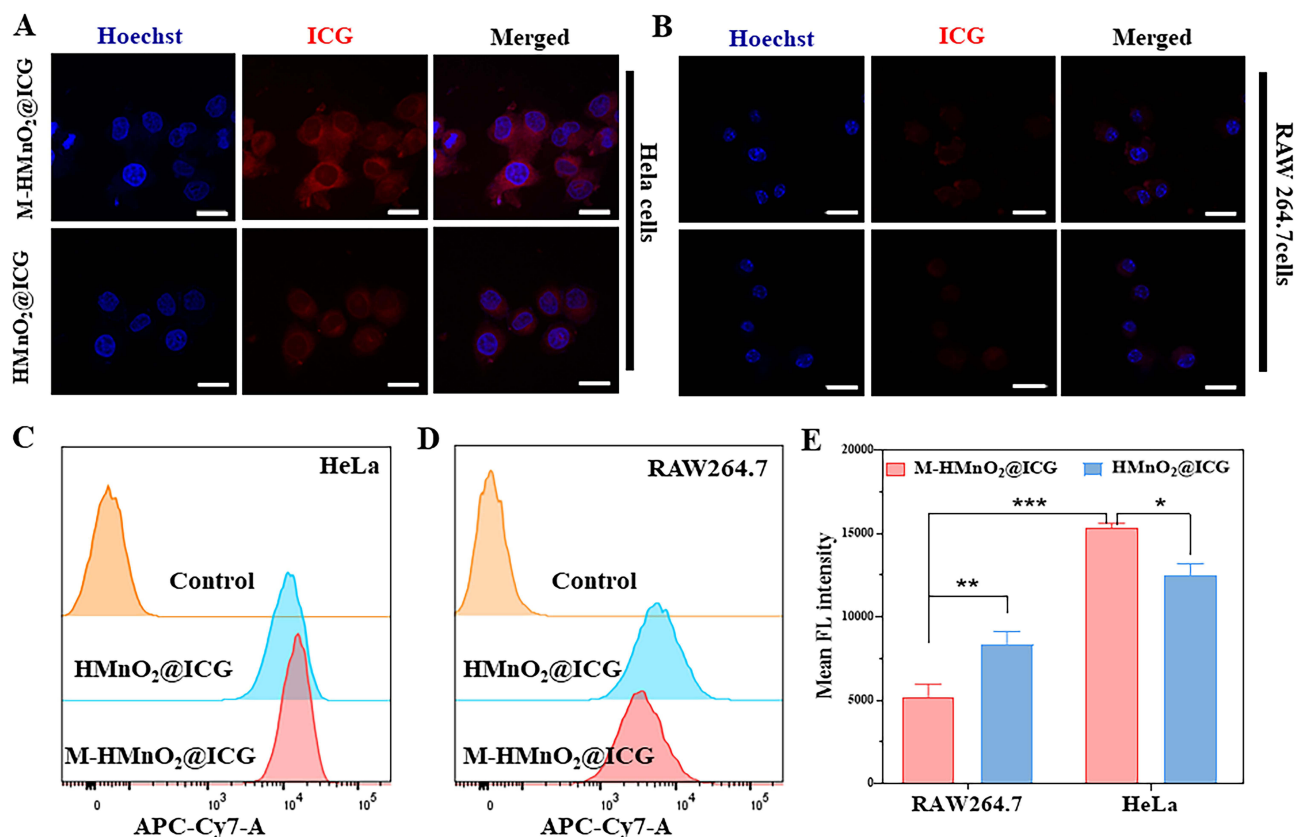 A
Hoechst
ICG
Merged
M-HMnO₂@ICG
HMnO₂@ICG
Hela cells
B
Hoechst
ICG
Merged
RAW 264.7cells
C
HeLa
Control
HMnO₂@ICG
M-HMnO₂@ICG
0 10³ 10⁴ 10⁵
APC-Cy7-A
D
RAW264.7
Control
HMnO₂@ICG
M-HMnO₂@ICG
0 10³ 10⁴ 10⁵
APC-Cy7-A
E
Mean FL intensity
20000
15000
10000
5000
0
M-HMnO₂@ICG HMnO₂@ICG
*** *
**
RAW264.7 HeLa